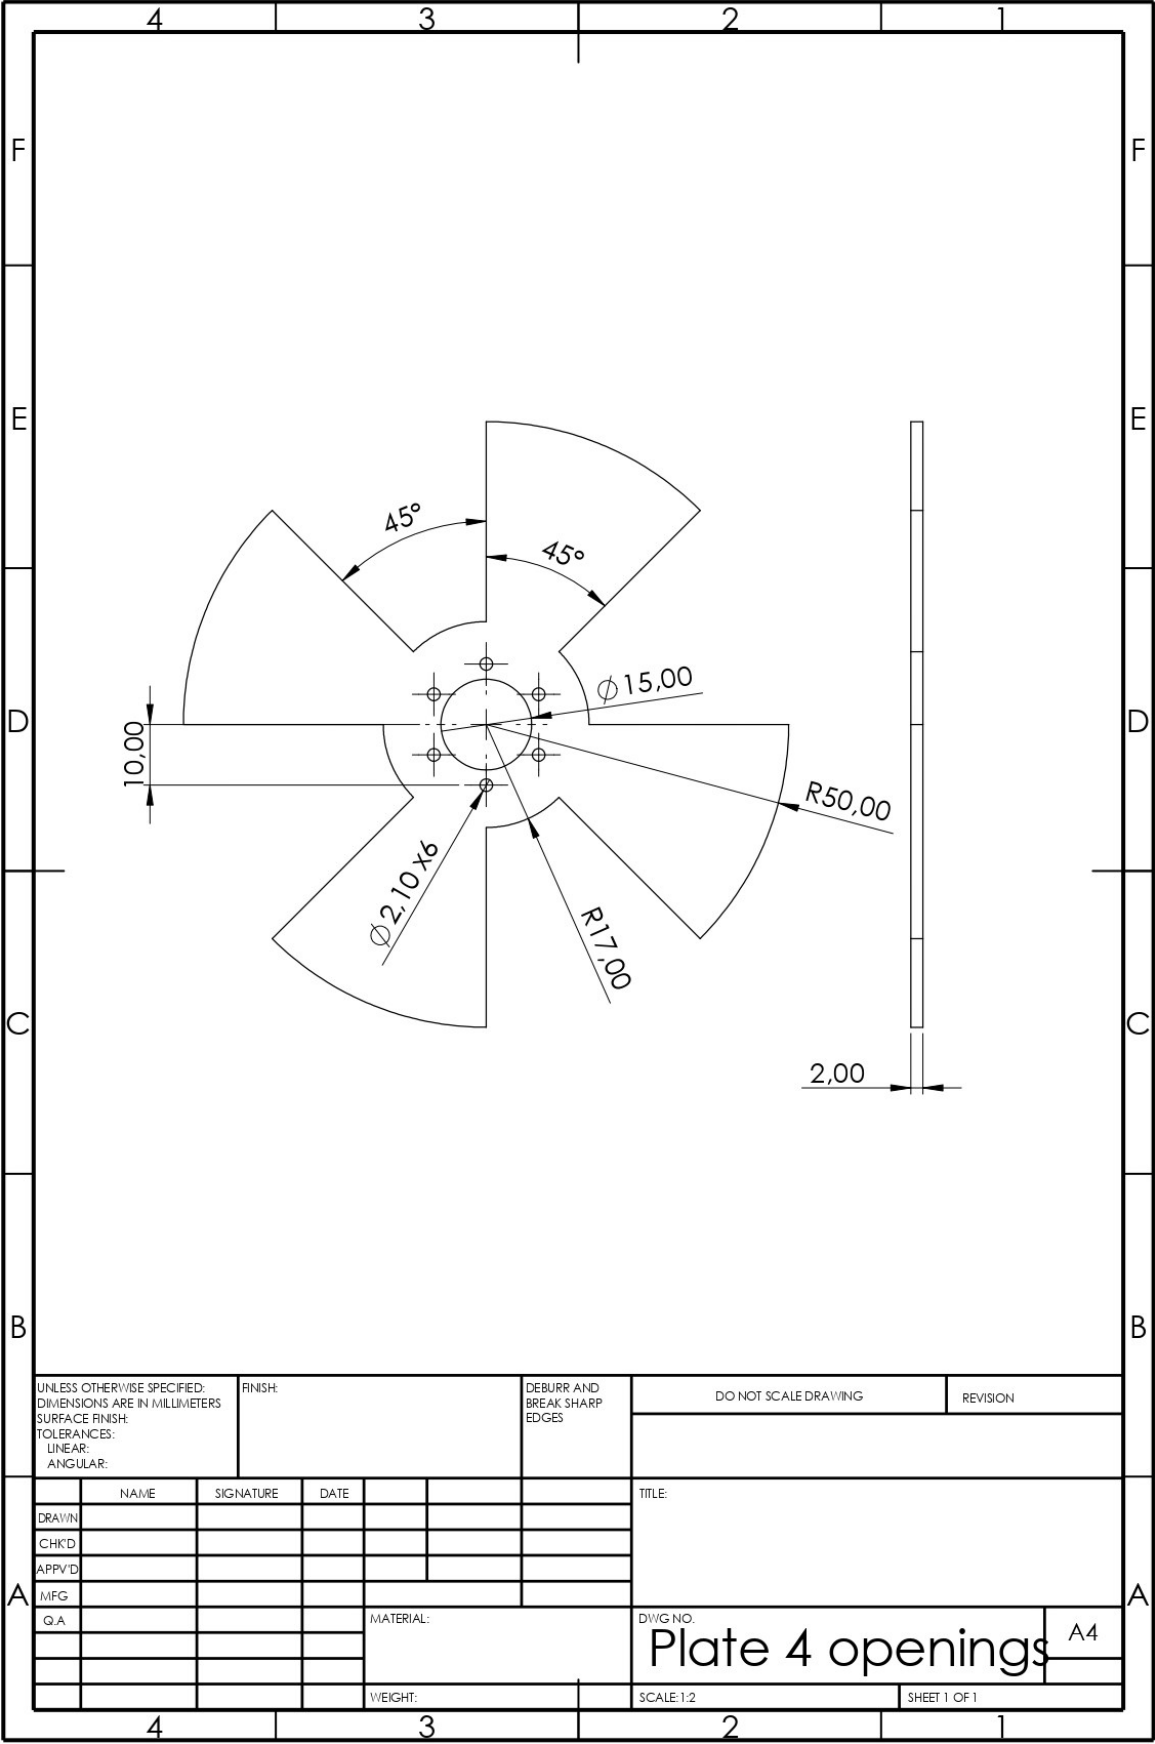 4 3 2 1
F F
E E
45°
45°
⌀15,00
D D
10,00
R50,00
⌀2,10 x6
R17,00
C C
2,00
B B
UNLESS OTHERWISE SPECIFIED:
DIMENSIONS ARE IN MILLIMETERS
SURFACE FINISH:
TOLERANCES:
LINEAR:
ANGULAR:
FINISH:
DEBURR AND
BREAK SHARP
EDGES
DO NOT SCALE DRAWING
REVISION
NAME SIGNATURE DATE
TITLE:
DRAWN
CHK'D
APPV'D
MFG
Q.A
A A
MATERIAL:
DWG NO.
Plate 4 openings
A4
WEIGHT:
SCALE:1:2
SHEET 1 OF 1
4 3 2 1